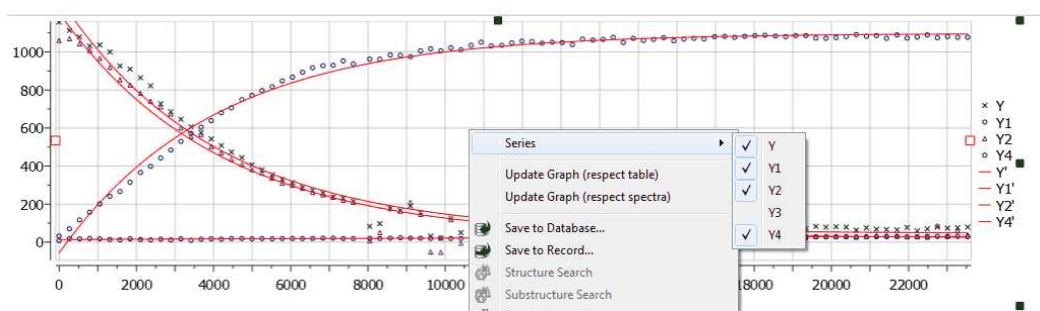 1000
800
600
400
200
0
Y
Y1
Y2
Y4
Y'
Y1'
Y2'
Y4'
Series
Update Graph (respect table)
Update Graph (respect spectra)
Save to Database...
Save to Record...
Structure Search
Substructure Search
Y
Y1
Y2
Y3
Y4
0 2000 4000 6000 8000 10000 18000 20000 22000